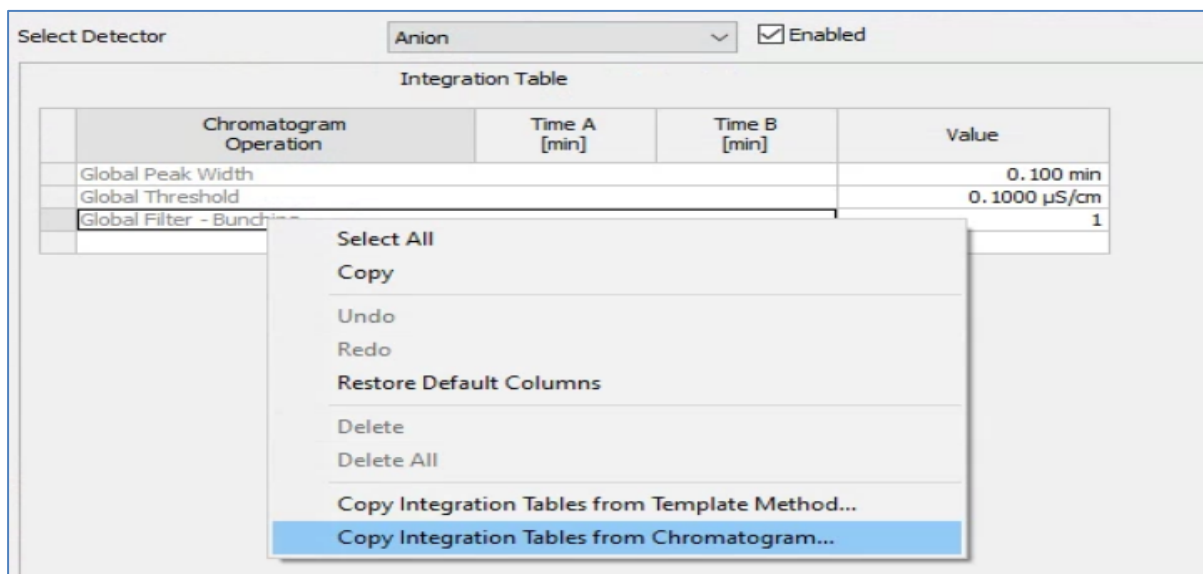 Select Detector Anion Enabled
Integration Table
Chromatogram Operation Time A [min] Time B [min] Value
Global Peak Width 0.100 min
Global Threshold 0.1000 µS/cm
Global Filter - Bunching 1
Select All
Copy
Undo
Redo
Restore Default Columns
Delete
Delete All
Copy Integration Tables from Template Method...
Copy Integration Tables from Chromatogram...